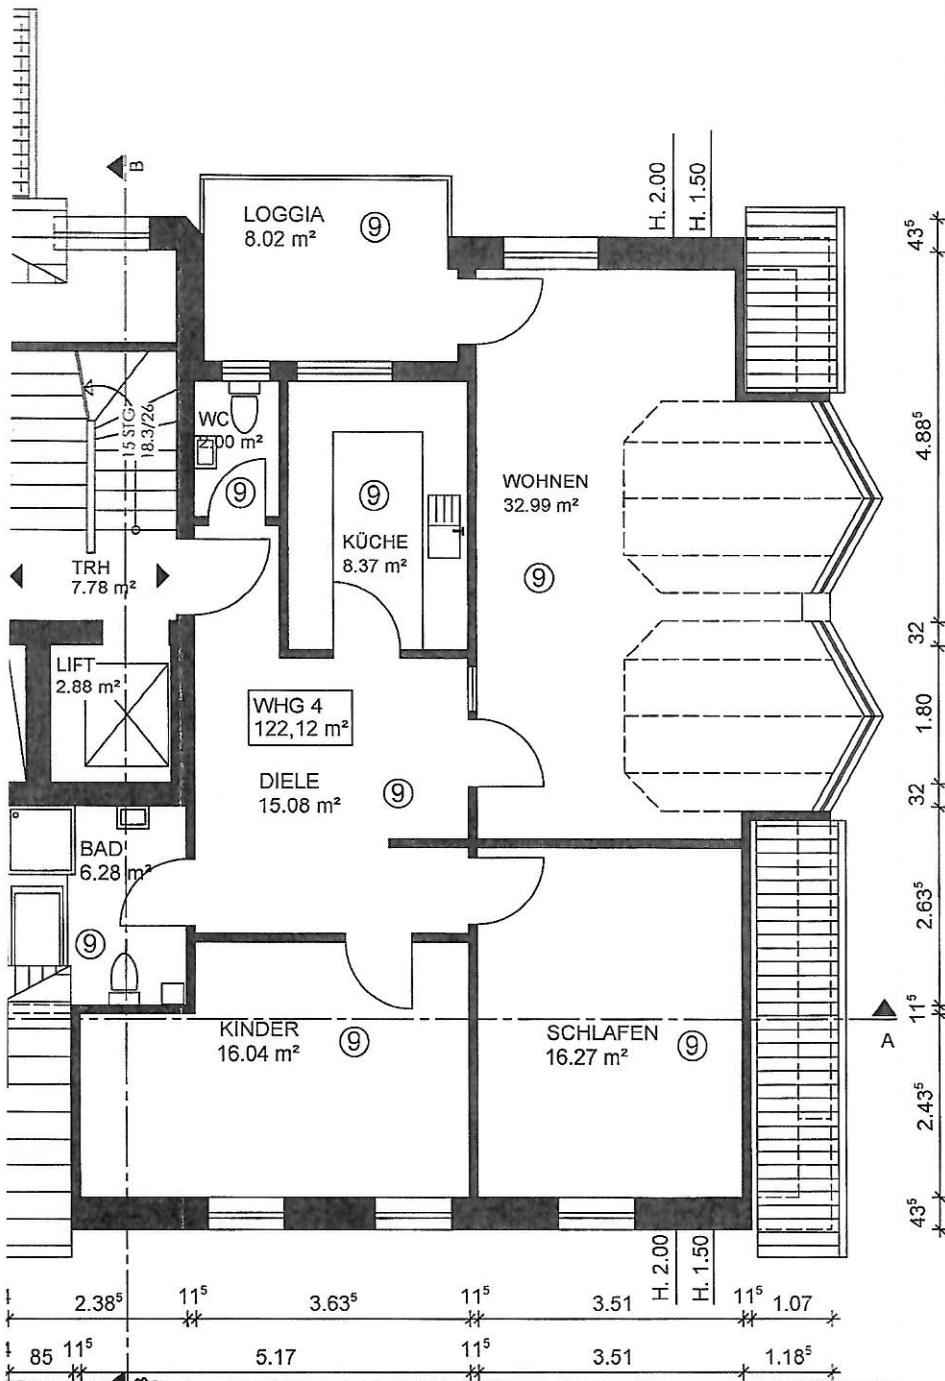 B
H. 2.00
H. 1.50
LOGGIA
8.02 m²
9
43⁵
4.88⁵
15 STG
18.3/26
WC
2.00 m²
9
9
KÜCHE
8.37 m²
WOHNEN
32.99 m²
9
TRH
7.78 m²
LIFT
2.88 m²
32
1.80
32
WHG 4
122,12 m²
DIELE
15.08 m²
9
BAD
6.28 m²
9
2.63⁵
11⁵
A
KINDER
16.04 m²
9
SCHLAFEN
16.27 m²
9
2.43⁵
43⁵
H. 2.00
H. 1.50
2.38⁵
11⁵
3.63⁵
11⁵
3.51
11⁵
1.07
85
11⁵
5.17
11⁵
3.51
1.18⁵